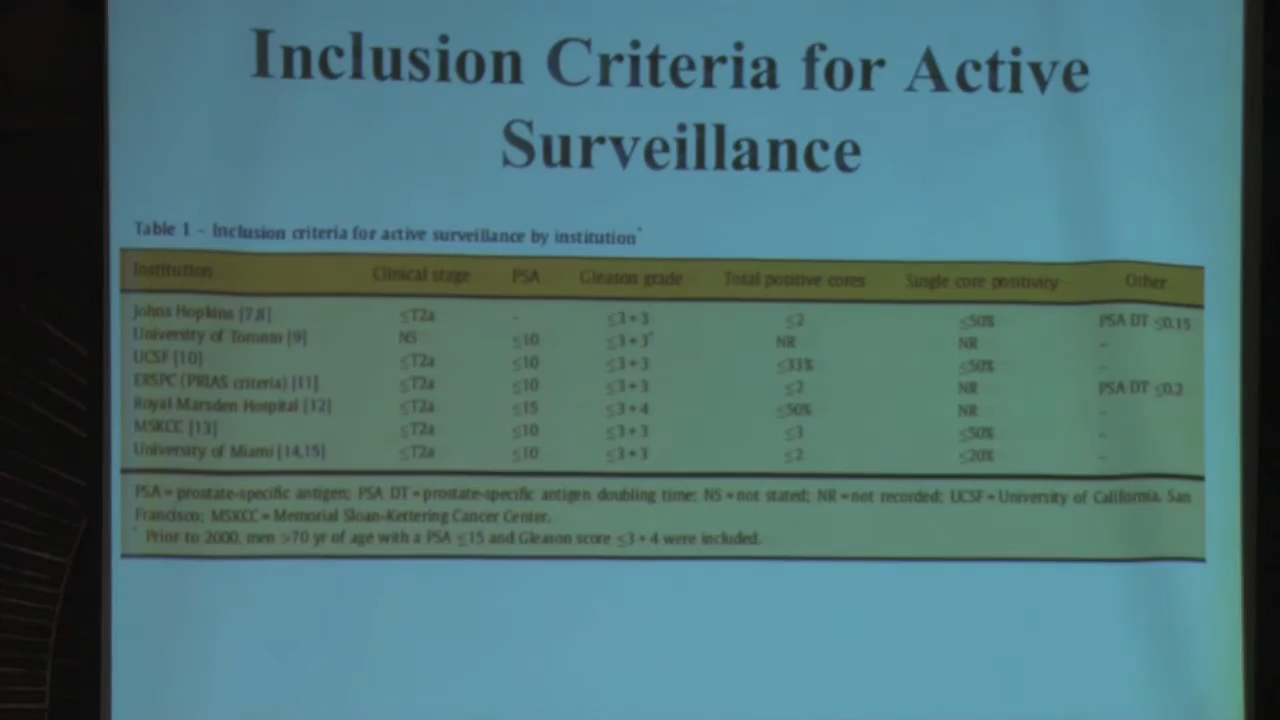 Inclusion Criteria for Active
Surveillance
Table 1 – Inclusion criteria for active surveillance by institution*
Institution Clinical stage PSA Gleason grade Total positive cores Single core positivity Other
Johns Hopkins [7,8] ≤T2a - ≤3+3 ≤2 ≤50% PSA DT ≤0.15
University of Toronto [9] NS ≤10 ≤3+3* NR NR -
UCSF [10] ≤T2a ≤10 ≤3+3 ≤33% ≤50% -
ERSPC (PRIAS criteria) [11] ≤T2a ≤10 ≤3+3 ≤2 NR PSA DT ≤0.2
Royal Marsden Hospital [12] ≤T2a ≤15 ≤3+4 ≤50% NR -
MSKCC [13] ≤T2a ≤10 ≤3+3 ≤3 ≤50% -
University of Miami [14,15] ≤T2a ≤10 ≤3+3 ≤2 ≤20% -
PSA = prostate-specific antigen; PSA DT = prostate-specific antigen doubling time; NS = not stated; NR = not recorded; UCSF = University of California, San
Francisco; MSKCC = Memorial Sloan-Kettering Cancer Center.
* Prior to 2000, men >70 yr of age with a PSA ≤15 and Gleason score ≤3+4 were included.